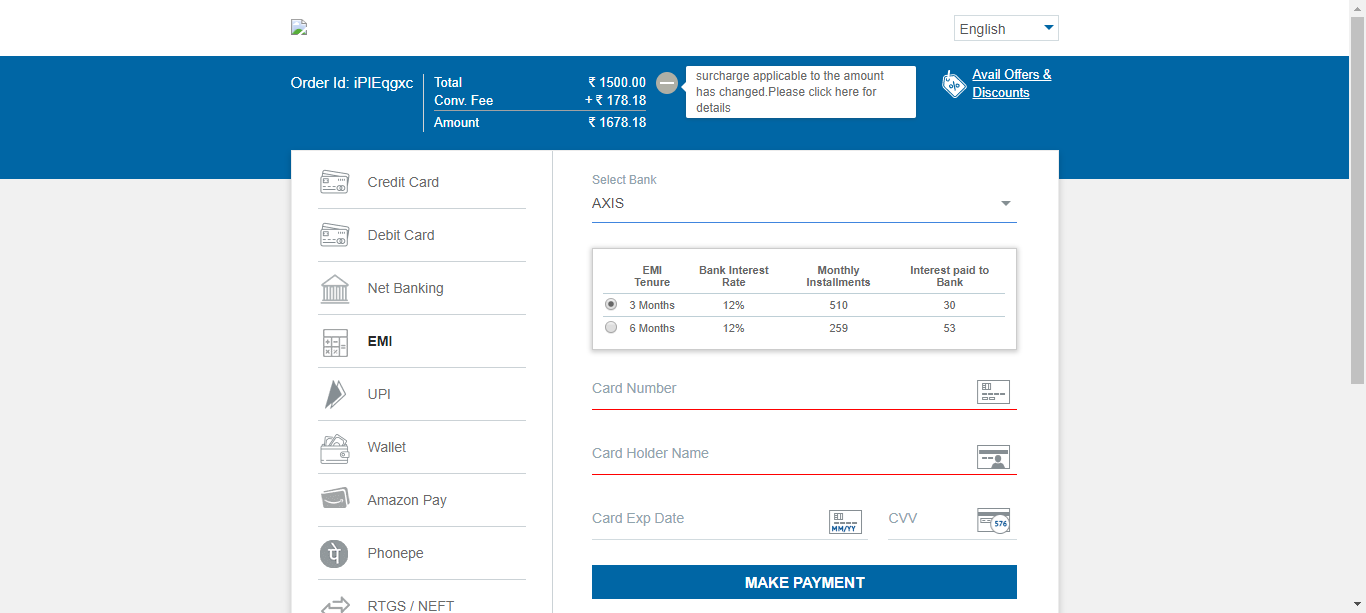 English
Order Id: iPlEqgxc
Total ₹ 1500.00
Conv. Fee + ₹ 178.18
Amount ₹ 1678.18
surcharge applicable to the amount
has changed.Please click here for
details
Avail Offers &
Discounts
Credit Card
Debit Card
Net Banking
EMI
UPI
Wallet
Amazon Pay
पे
Phonepe
RTGS / NEFT
Select Bank
AXIS
EMI Tenure Bank Interest Rate Monthly Installments Interest paid to Bank
3 Months 12% 510 30
6 Months 12% 259 53
Card Number
Card Holder Name
Card Exp Date
MM/YY
CVV
576
MAKE PAYMENT